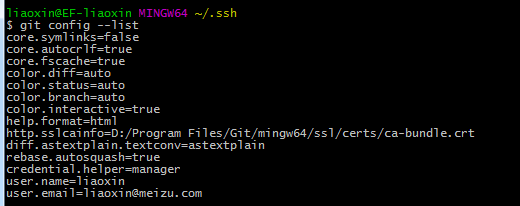 liaoxin@EF-liaoxin MINGW64 ~/.ssh
$ git config --list
core.symlinks=false
core.autocrlf=true
core.fscache=true
color.diff=auto
color.status=auto
color.branch=auto
color.interactive=true
help.format=html
http.sslcainfo=D:/Program Files/Git/mingw64/ssl/certs/ca-bundle.crt
diff.astextplain.textconv=astextplain
rebase.autosquash=true
credential.helper=manager
user.name=liaoxin
user.email=liaoxin@meizu.com